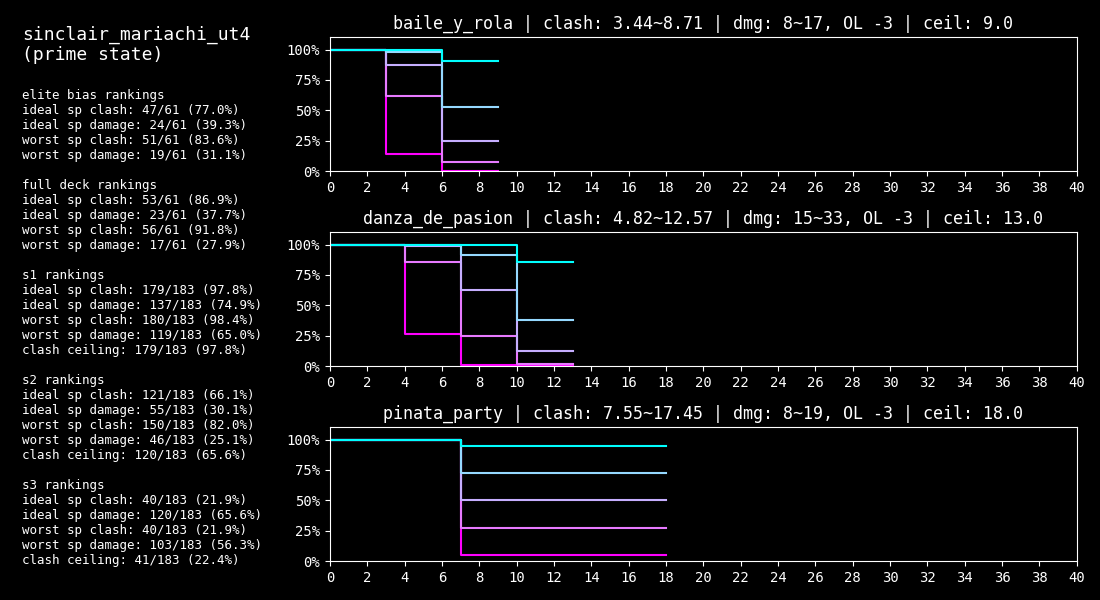 sinclair_mariachi_ut4
(prime state)
elite bias rankings
ideal sp clash: 47/61 (77.0%)
ideal sp damage: 24/61 (39.3%)
worst sp clash: 51/61 (83.6%)
worst sp damage: 19/61 (31.1%)
full deck rankings
ideal sp clash: 53/61 (86.9%)
ideal sp damage: 23/61 (37.7%)
worst sp clash: 56/61 (91.8%)
worst sp damage: 17/61 (27.9%)
s1 rankings
ideal sp clash: 179/183 (97.8%)
ideal sp damage: 137/183 (74.9%)
worst sp clash: 180/183 (98.4%)
worst sp damage: 119/183 (65.0%)
clash ceiling: 179/183 (97.8%)
s2 rankings
ideal sp clash: 121/183 (66.1%)
ideal sp damage: 55/183 (30.1%)
worst sp clash: 150/183 (82.0%)
worst sp damage: 46/183 (25.1%)
clash ceiling: 120/183 (65.6%)
s3 rankings
ideal sp clash: 40/183 (21.9%)
ideal sp damage: 120/183 (65.6%)
worst sp clash: 40/183 (21.9%)
worst sp damage: 103/183 (56.3%)
clash ceiling: 41/183 (22.4%)
baile_y_rola | clash: 3.44~8.71 | dmg: 8~17, OL -3 | ceil: 9.0
100%
75%
50%
25%
0%
0 2 4 6 8 10 12 14 16 18 20 22 24 26 28 30 32 34 36 38 40
danza_de_pasion | clash: 4.82~12.57 | dmg: 15~33, OL -3 | ceil: 13.0
100%
75%
50%
25%
0%
0 2 4 6 8 10 12 14 16 18 20 22 24 26 28 30 32 34 36 38 40
pinata_party | clash: 7.55~17.45 | dmg: 8~19, OL -3 | ceil: 18.0
100%
75%
50%
25%
0%
0 2 4 6 8 10 12 14 16 18 20 22 24 26 28 30 32 34 36 38 40